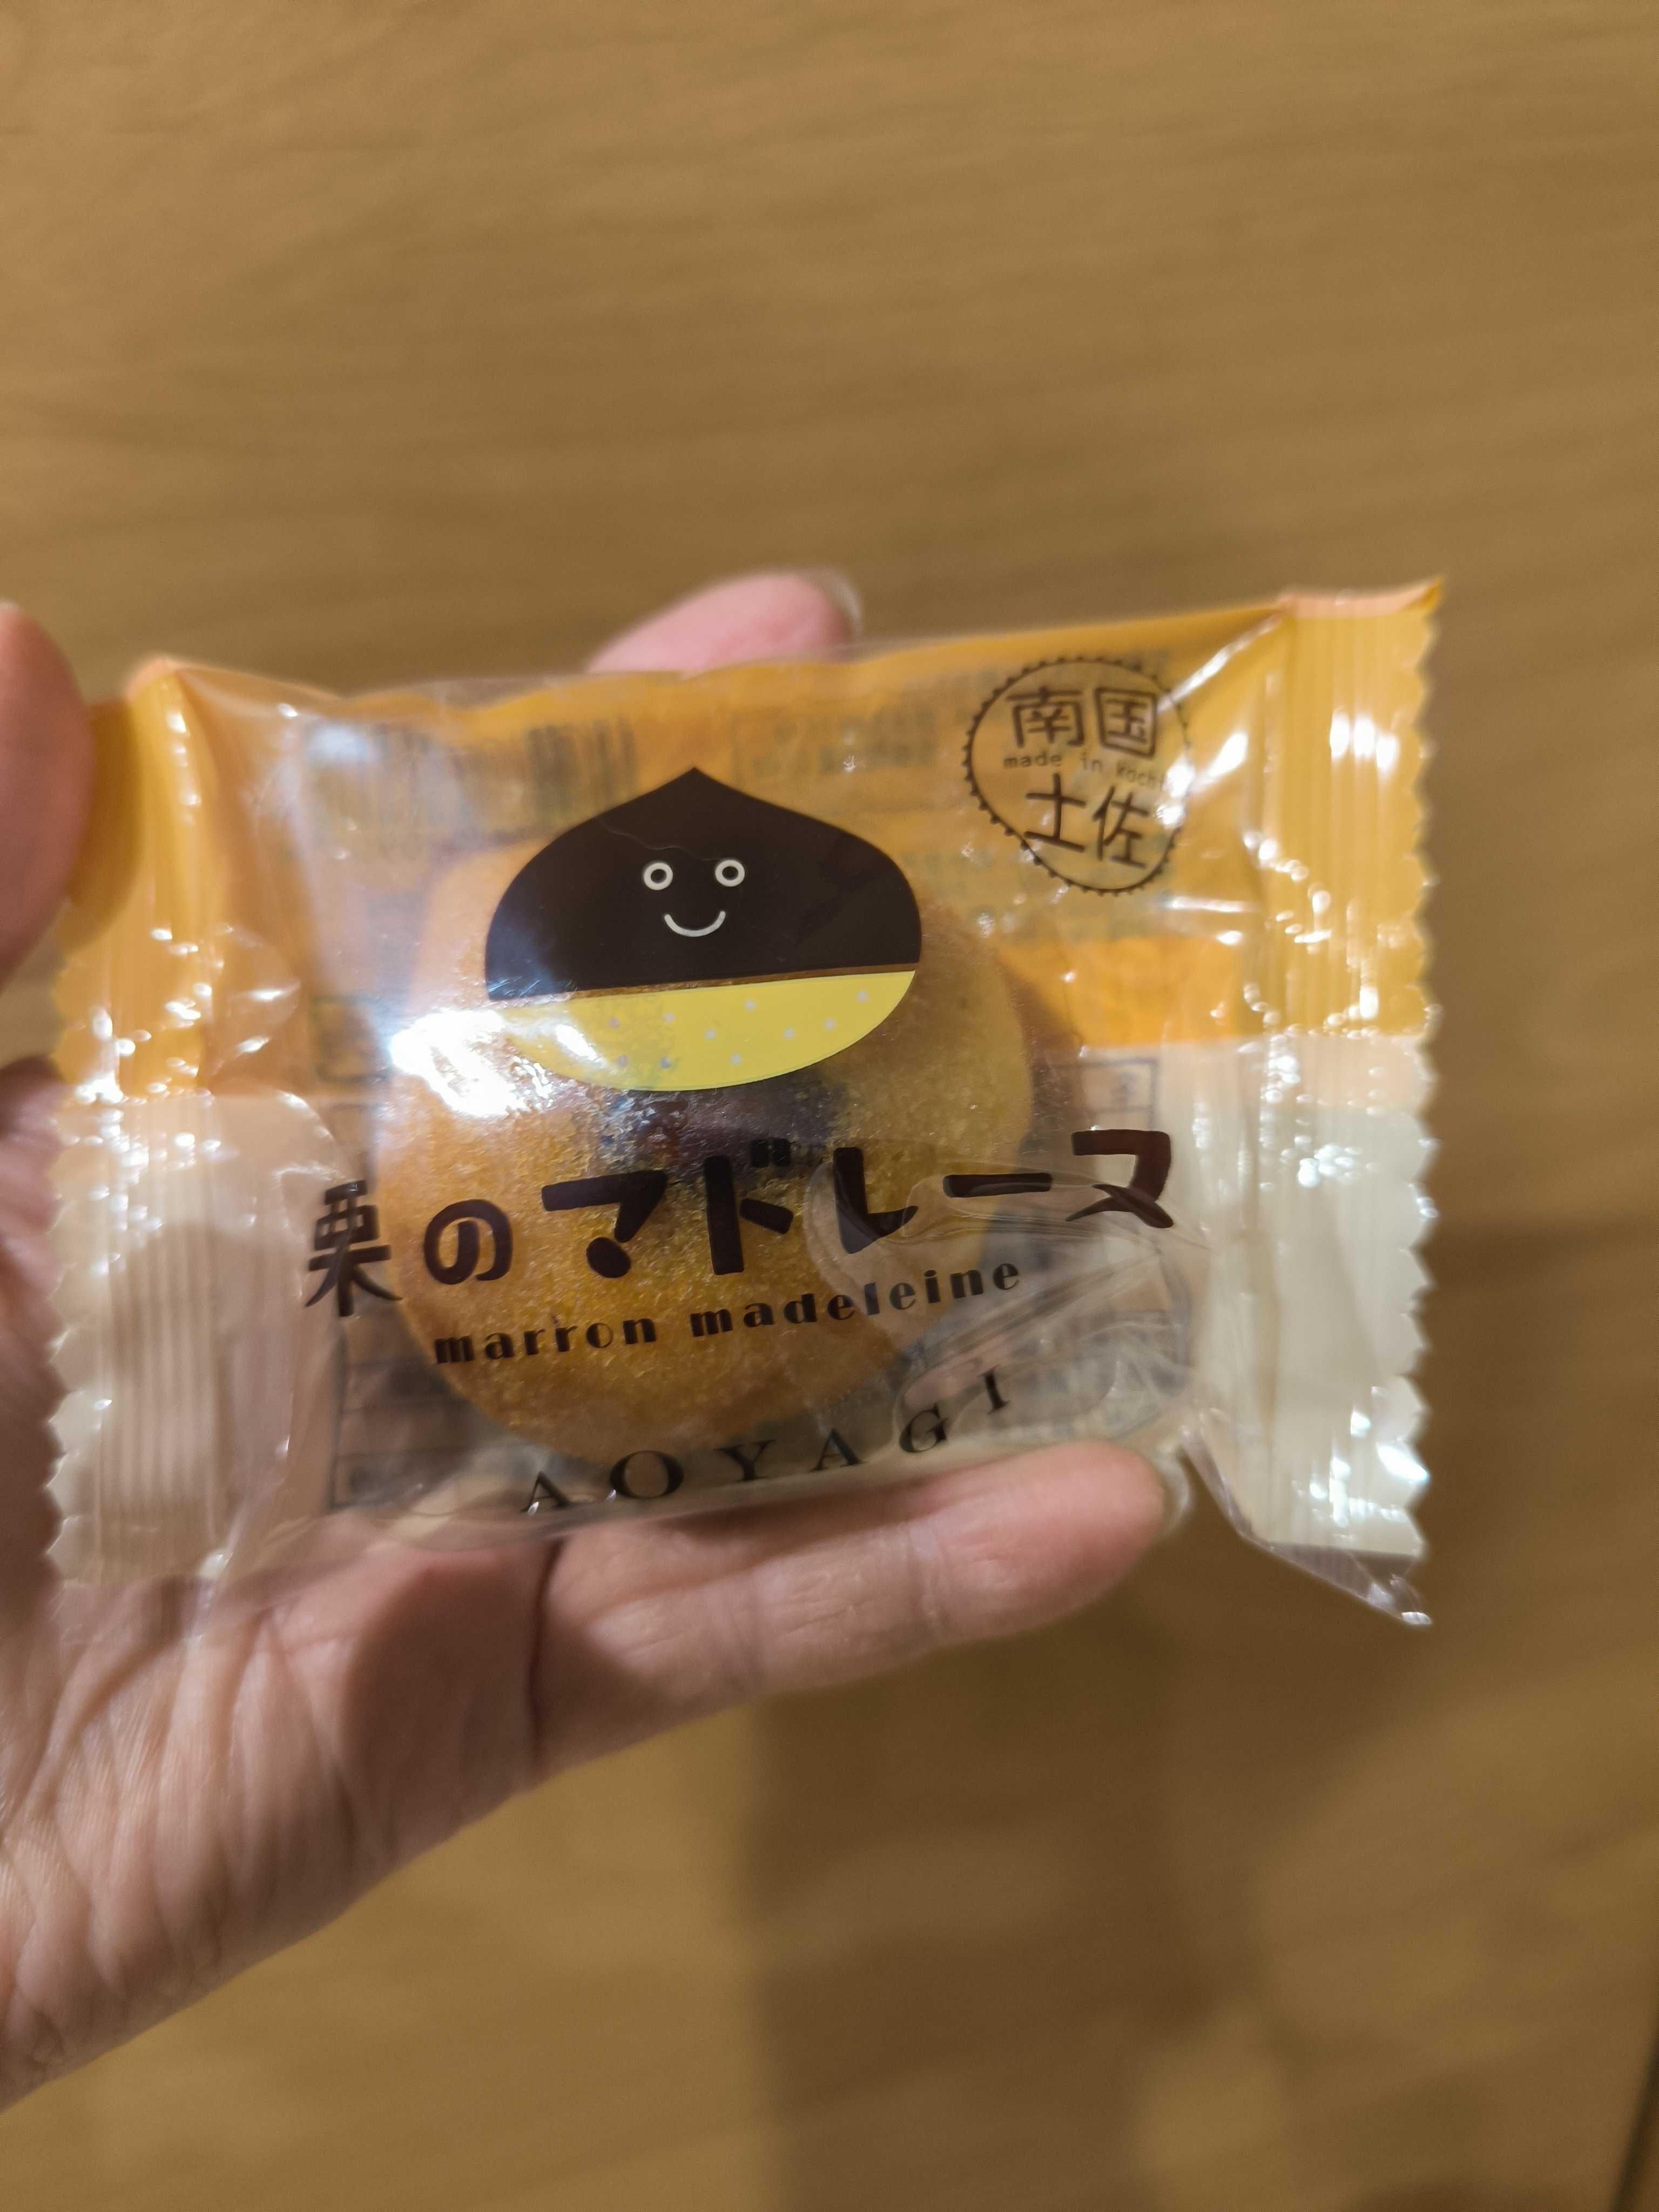 南国
made in kochi
土佐
栗のマドレーヌ
marron madeleine
AOYAGI